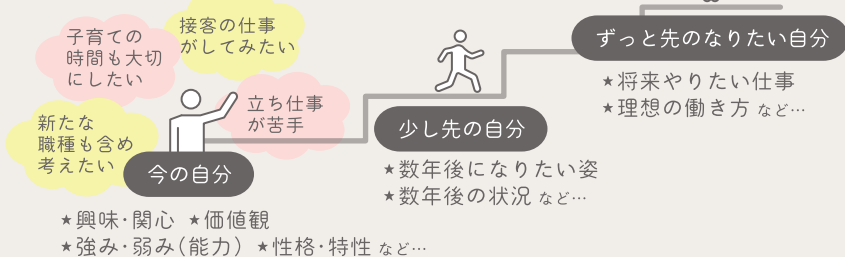 子育ての
時間も大切
にしたい
接客の仕事
がしてみたい
新たな
職種も含め
考えたい
立ち仕事
が苦手
今の自分
★興味・関心 ★価値観
★強み・弱み(能力) ★性格・特性 など…
少し先の自分
★数年後になりたい姿
★数年後の状況 など…
ずっと先のなりたい自分
★将来やりたい仕事
★理想の働き方 など…